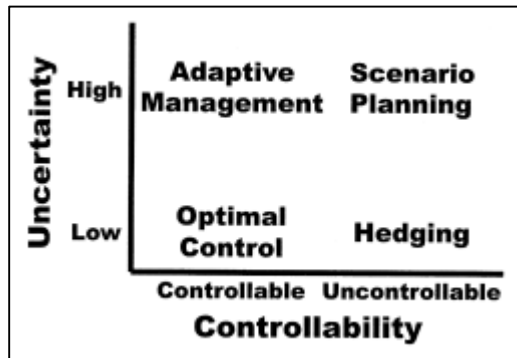 Uncertainty
High
Low
Adaptive
Management
Scenario
Planning
Optimal
Control
Hedging
Controllable
Uncontrollable
Controllability